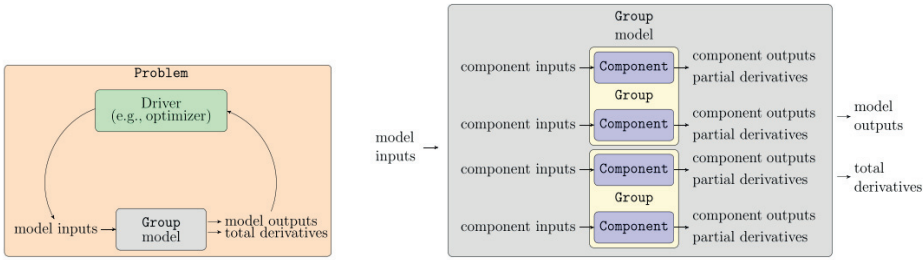 Problem
Driver
(e.g., optimizer)
model inputs
Group
model
model outputs
total derivatives
model
inputs
Group
model
component inputs
Component
component outputs
partial derivatives
Group
component inputs
Component
component outputs
partial derivatives
component inputs
Component
component outputs
partial derivatives
Group
component inputs
Component
component outputs
partial derivatives
model
outputs
total
derivatives